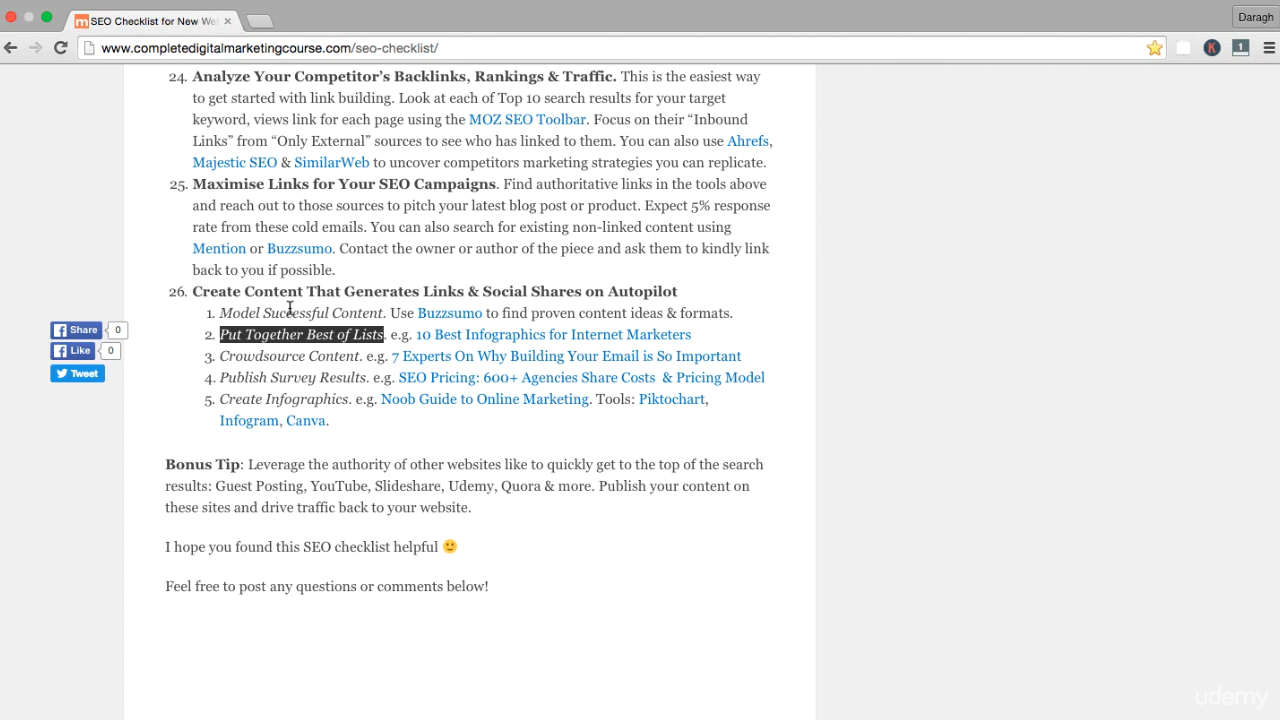 SEO Checklist for New We
Daragh
www.completedigitalmarketingcourse.com/seo-checklist/
K
1
24. Analyze Your Competitor's Backlinks, Rankings & Traffic. This is the easiest way
to get started with link building. Look at each of Top 10 search results for your target
keyword, views link for each page using the MOZ SEO Toolbar. Focus on their “Inbound
Links” from “Only External” sources to see who has linked to them. You can also use Ahrefs,
Majestic SEO & SimilarWeb to uncover competitors marketing strategies you can replicate.
25. Maximise Links for Your SEO Campaigns. Find authoritative links in the tools above
and reach out to those sources to pitch your latest blog post or product. Expect 5% response
rate from these cold emails. You can also search for existing non-linked content using
Mention or Buzzsumo. Contact the owner or author of the piece and ask them to kindly link
back to you if possible.
26. Create Content That Generates Links & Social Shares on Autopilot
1. Model Successful Content. Use Buzzsumo to find proven content ideas & formats.
2. Put Together Best of Lists. e.g. 10 Best Infographics for Internet Marketers
3. Crowdsource Content. e.g. 7 Experts On Why Building Your Email is So Important
4. Publish Survey Results. e.g. SEO Pricing: 600+ Agencies Share Costs & Pricing Model
5. Create Infographics. e.g. Noob Guide to Online Marketing. Tools: Piktochart,
Infogram, Canva.
Share 0
Like 0
Tweet
Bonus Tip: Leverage the authority of other websites like to quickly get to the top of the search
results: Guest Posting, YouTube, Slideshare, Udemy, Quora & more. Publish your content on
these sites and drive traffic back to your website.
I hope you found this SEO checklist helpful 🙂
Feel free to post any questions or comments below!
udemy